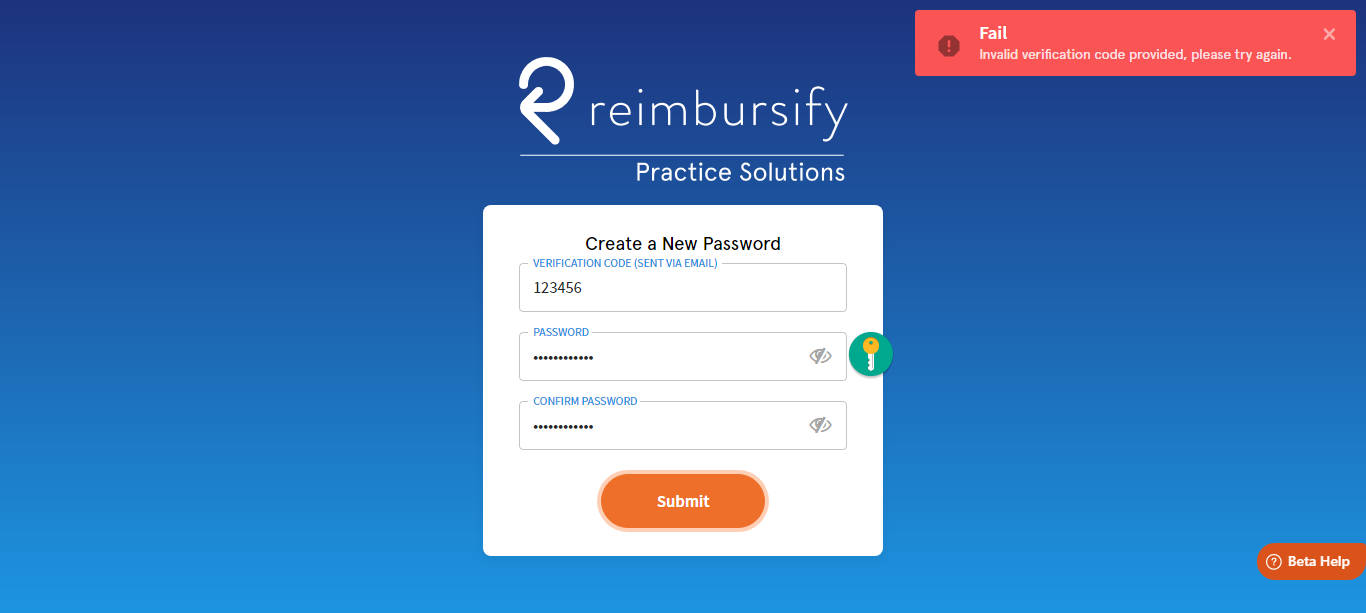 Fail
Invalid verification code provided, please try again.
reimbursify
Practice Solutions
Create a New Password
VERIFICATION CODE (SENT VIA EMAIL)
123456
PASSWORD
••••••••••••
CONFIRM PASSWORD
••••••••••••
Submit
Beta Help